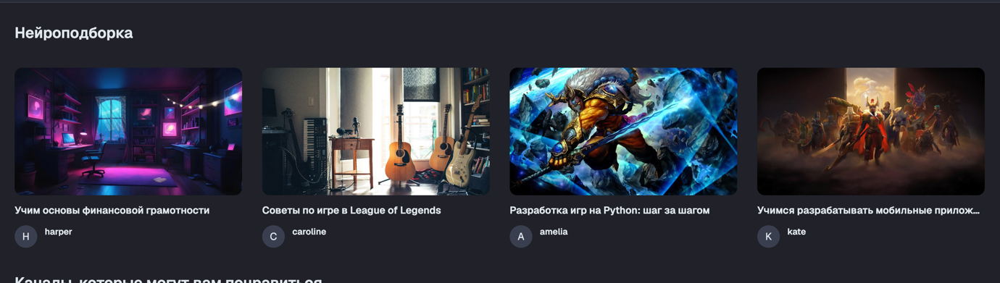 Нейроподборка
Учим основы финансовой грамотности
H
harper
Советы по игре в League of Legends
C
caroline
Разработка игр на Python: шаг за шагом
A
amelia
Учимся разрабатывать мобильные прилож...
K
kate
Каналы, которые могут вам понравиться